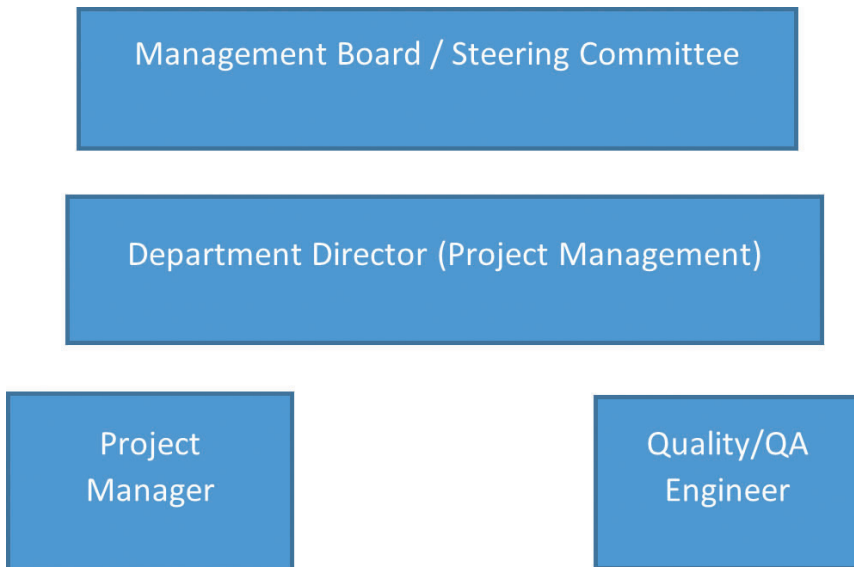 Management Board / Steering Committee
Department Director (Project Management)
Project
Manager
Quality/QA
Engineer